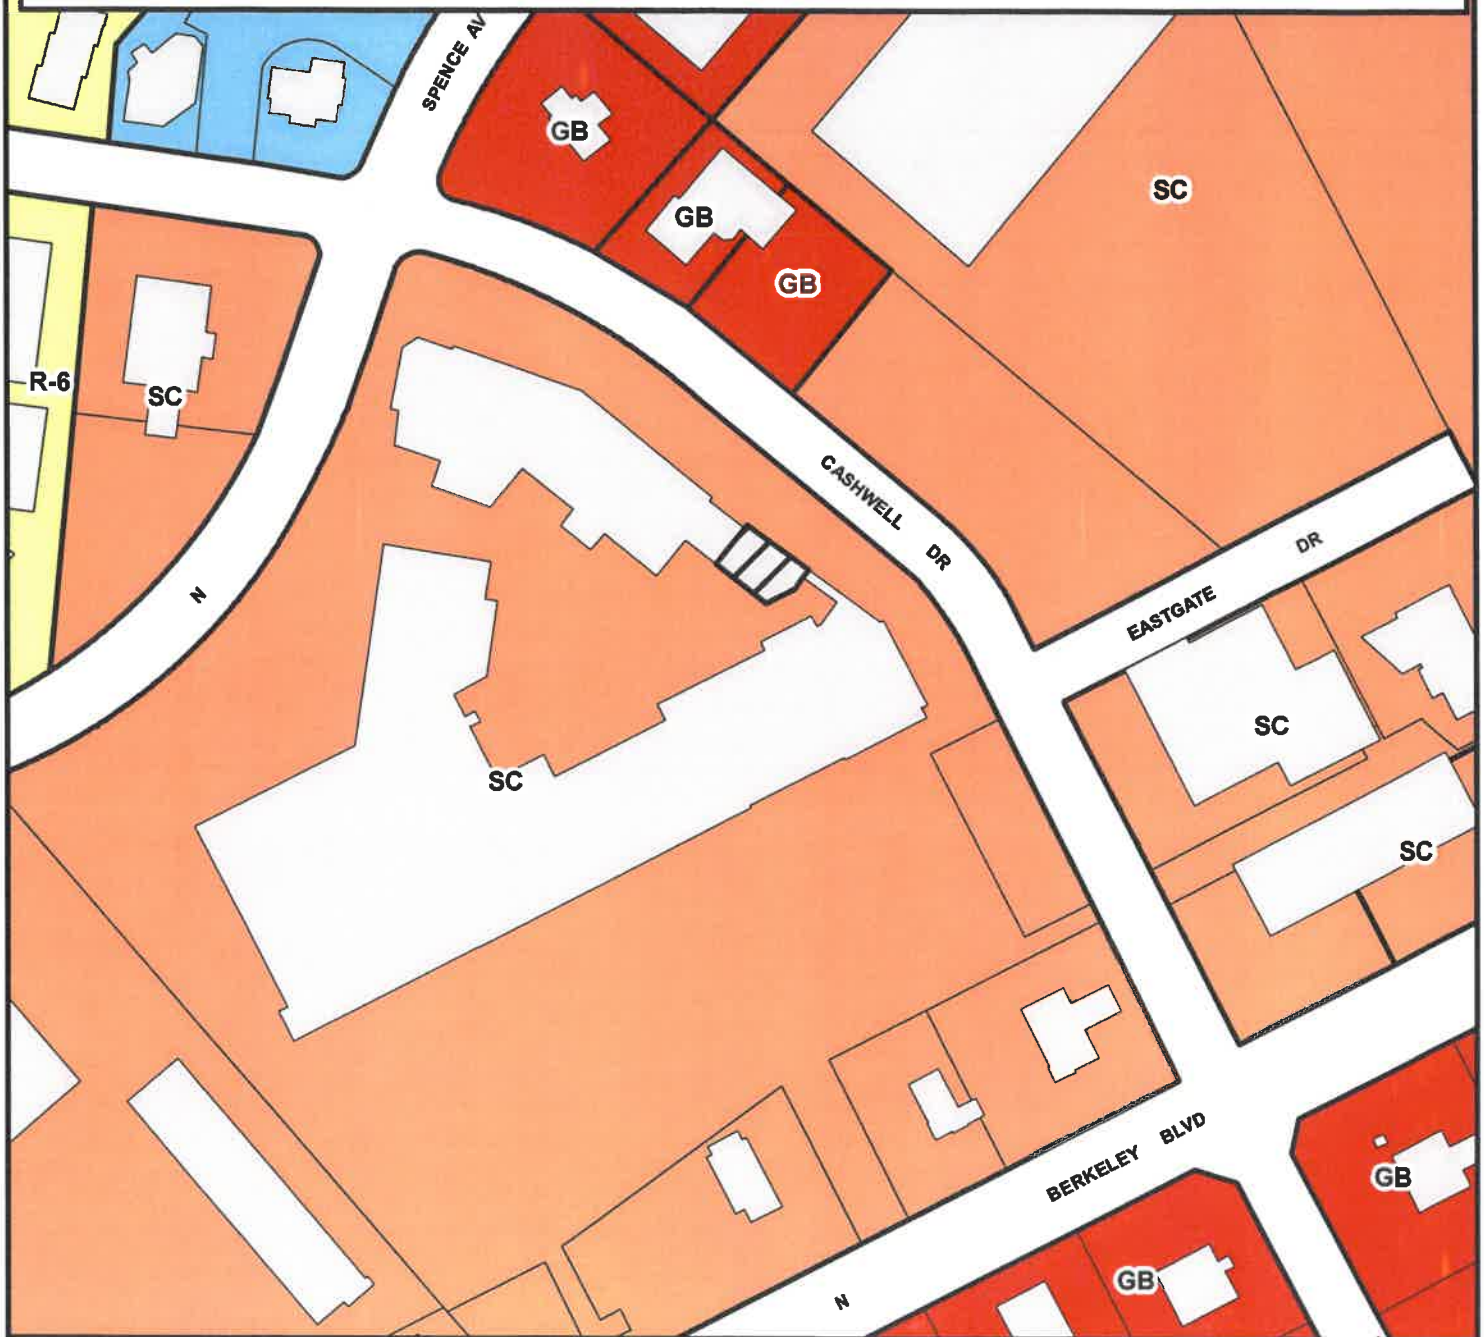 SPENCE AV
GB
SC
GB
GB
R-6
SC
CASHWELL DR
DR
EASTGATE
N
SC
SC
SC
BERKELEY BLVD
GB
GB
N